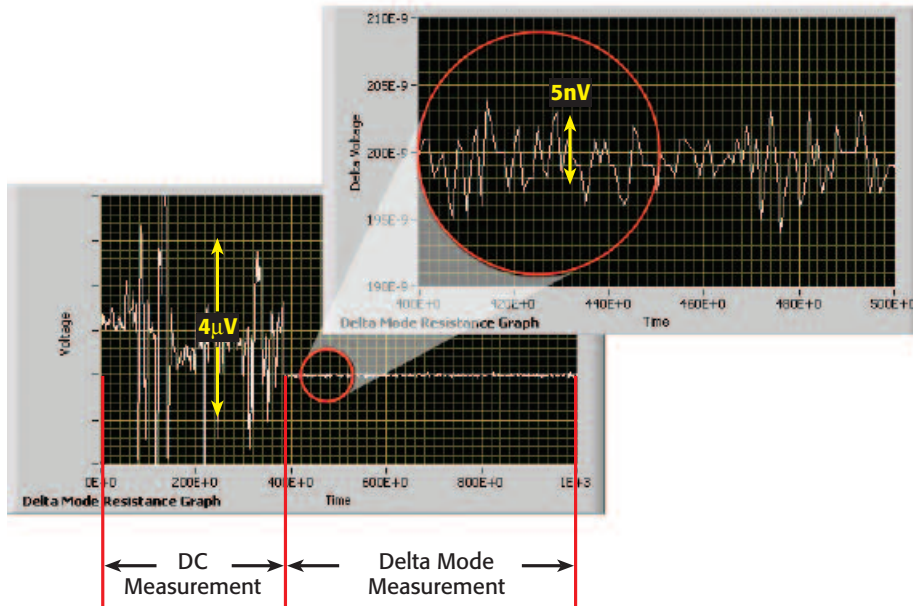 210E-9
205E-9
200E-9
195E-9
190E-9
Delta Voltage
5nV
400E+0 420E+0 440E+0 460E+0 480E+0 500E+0
Delta Mode Resistance Graph Time
Voltage
4μV
0E+0 200E+0 400E+0 600E+0 800E+0 1E+3
Delta Mode Resistance Graph Time
DC Measurement
Delta Mode Measurement